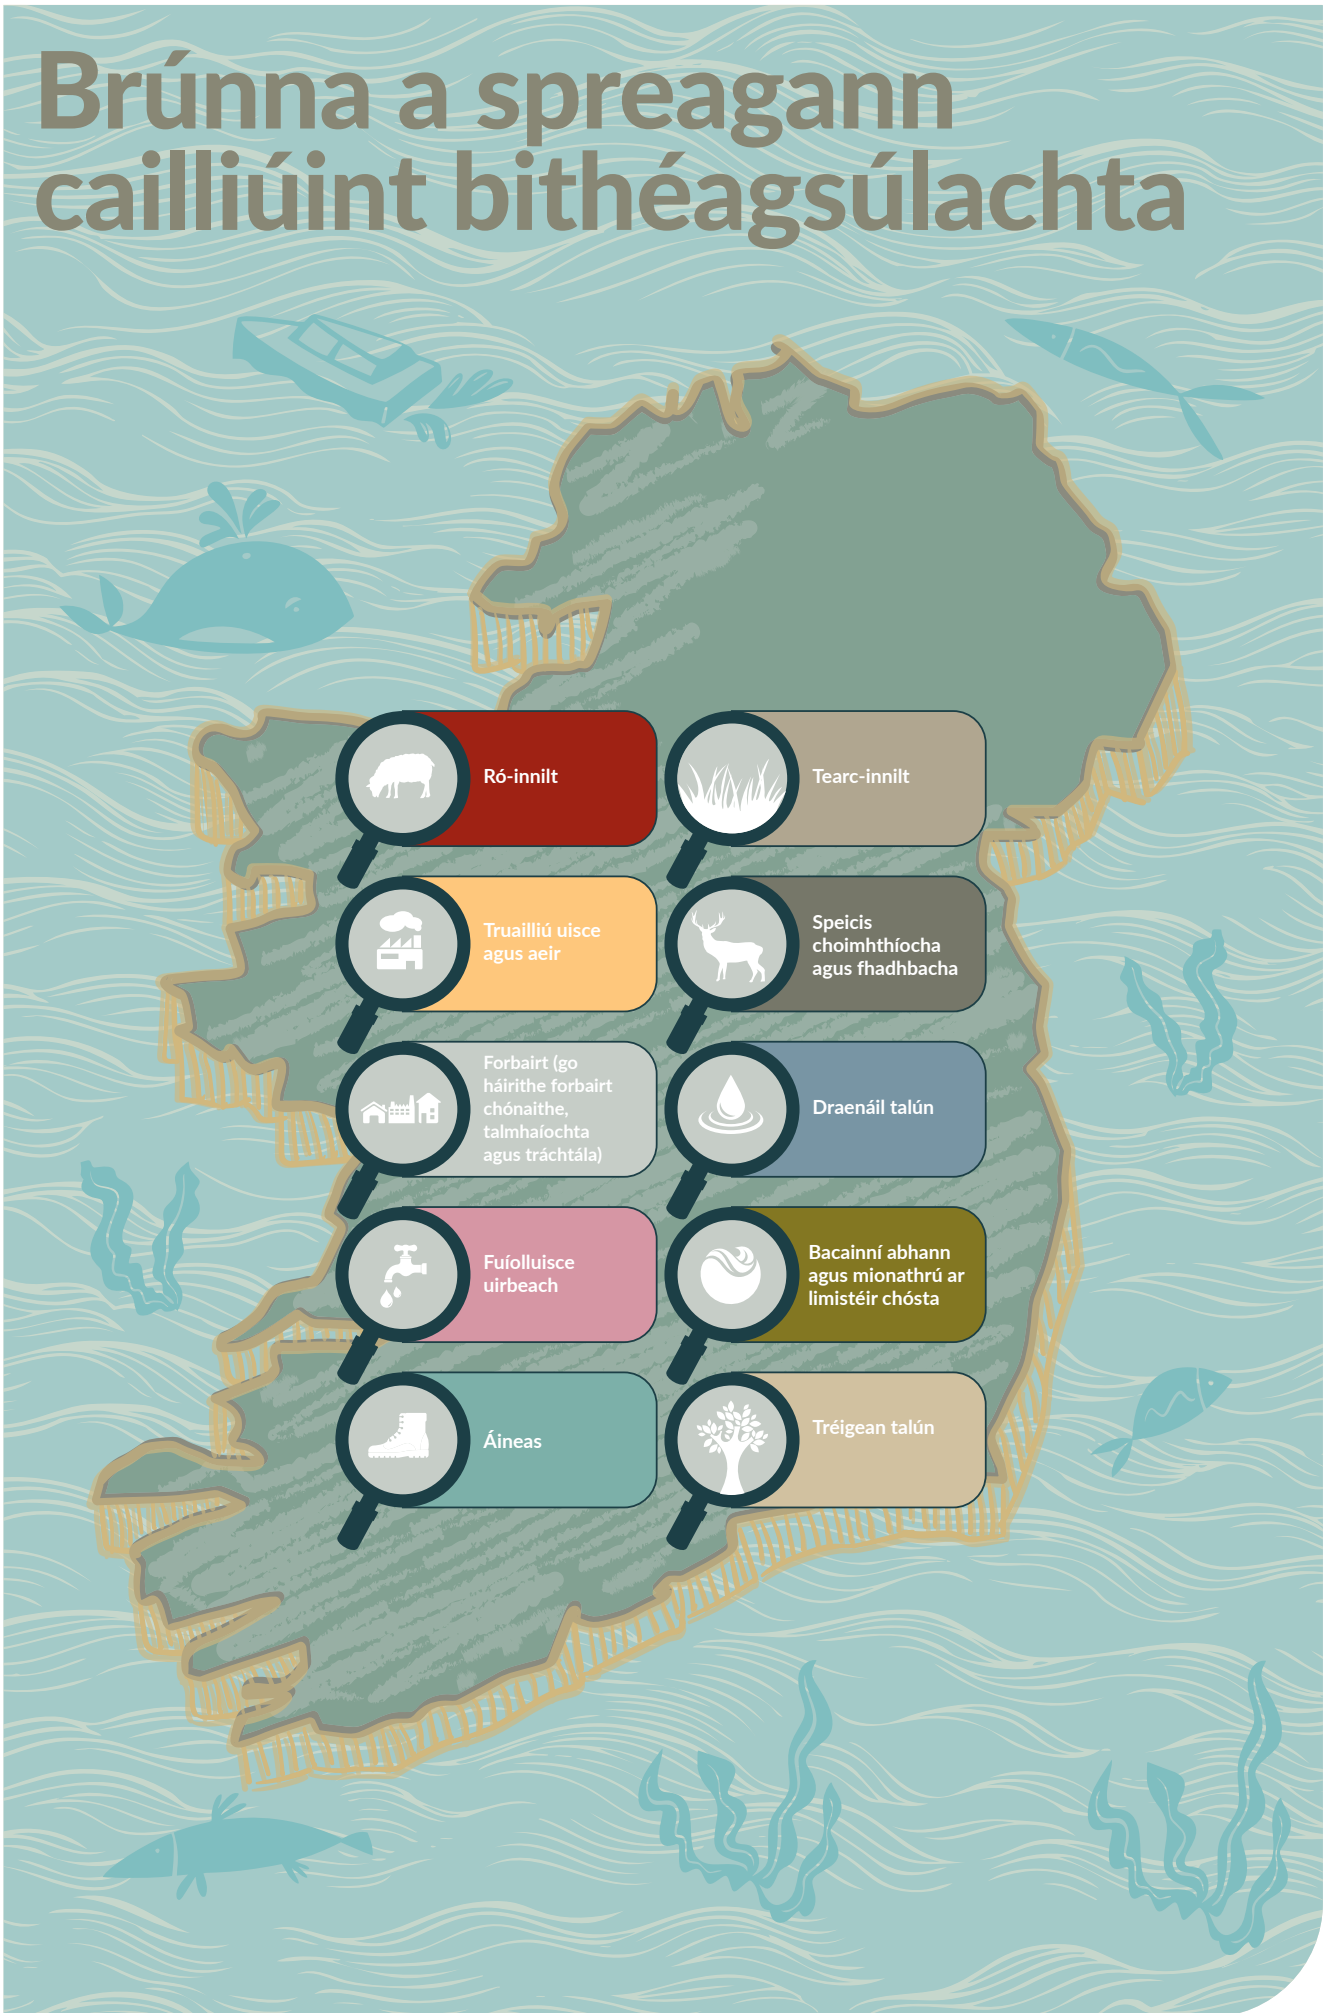 Brúnna a spreagann
cailliúint bithéagsúlachta
Ró-innilt
Tearc-innilt
Truailliú uisce
agus aeir
Speicis
choimhthíocha
agus fhadhbacha
Forbairt (go
háirithe forbairt
chónaithe,
talmhaíochta
agus tráchtála)
Draenáil talún
Fuíolluisce
uirbeach
Bacainní abhann
agus mionathrú ar
limistéir chósta
Áineas
Tréigean talún